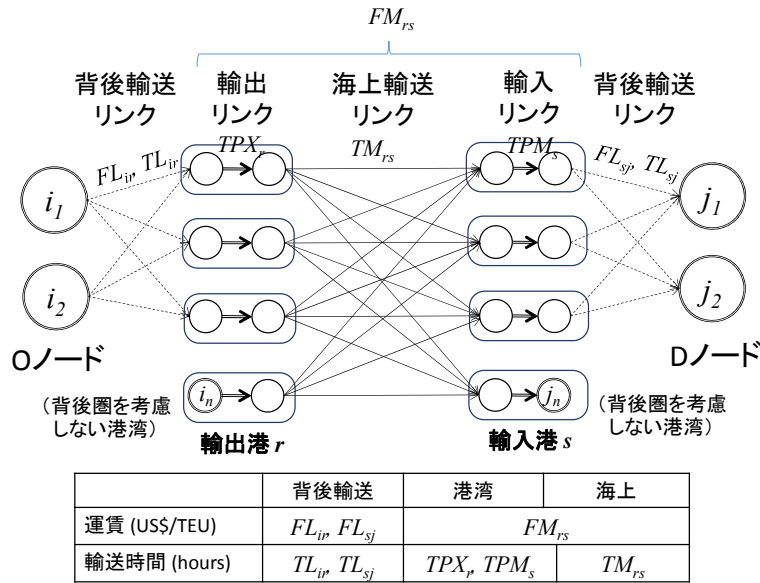 FM_rs
背後輸送 輸出 海上輸送 輸入 背後輸送
リンク リンク リンク リンク リンク
TPX_r TM_rs TPM_s
FL_ir, TL_ir
FL_sj, TL_sj
i_1
j_1
i_2
j_2
Oノード
Dノード
i_n
j_n
(背後圏を考慮
しない港湾)
(背後圏を考慮
しない港湾)
輸出港 r
輸入港 s
背後輸送 港湾 海上
運賃 (US$/TEU) FL_ir, FL_sj FM_rs
輸送時間 (hours) TL_ir, TL_sj TPX_r, TPM_s TM_rs